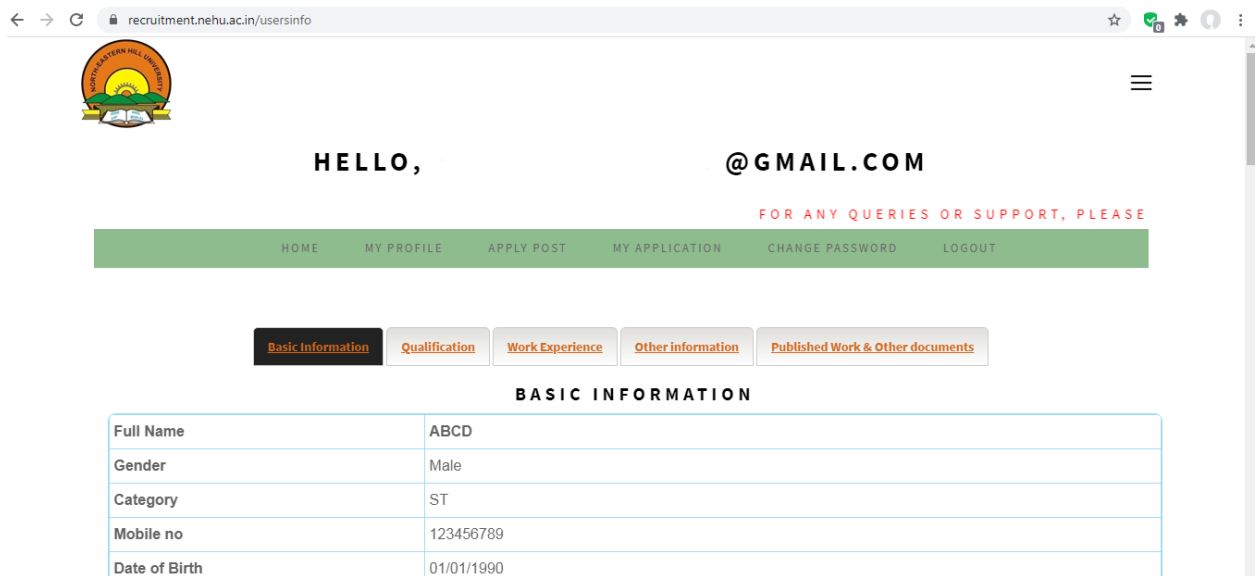 recruitment.nehu.ac.in/usersinfo
0
NORTH-EASTERN HILL UNIVERSITY
HELLO, @GMAIL.COM
FOR ANY QUERIES OR SUPPORT, PLEASE
HOME MY PROFILE APPLY POST MY APPLICATION CHANGE PASSWORD LOGOUT
Basic Information Qualification Work Experience Other information Published Work & Other documents
BASIC INFORMATION
Full Name ABCD
Gender Male
Category ST
Mobile no 123456789
Date of Birth 01/01/1990